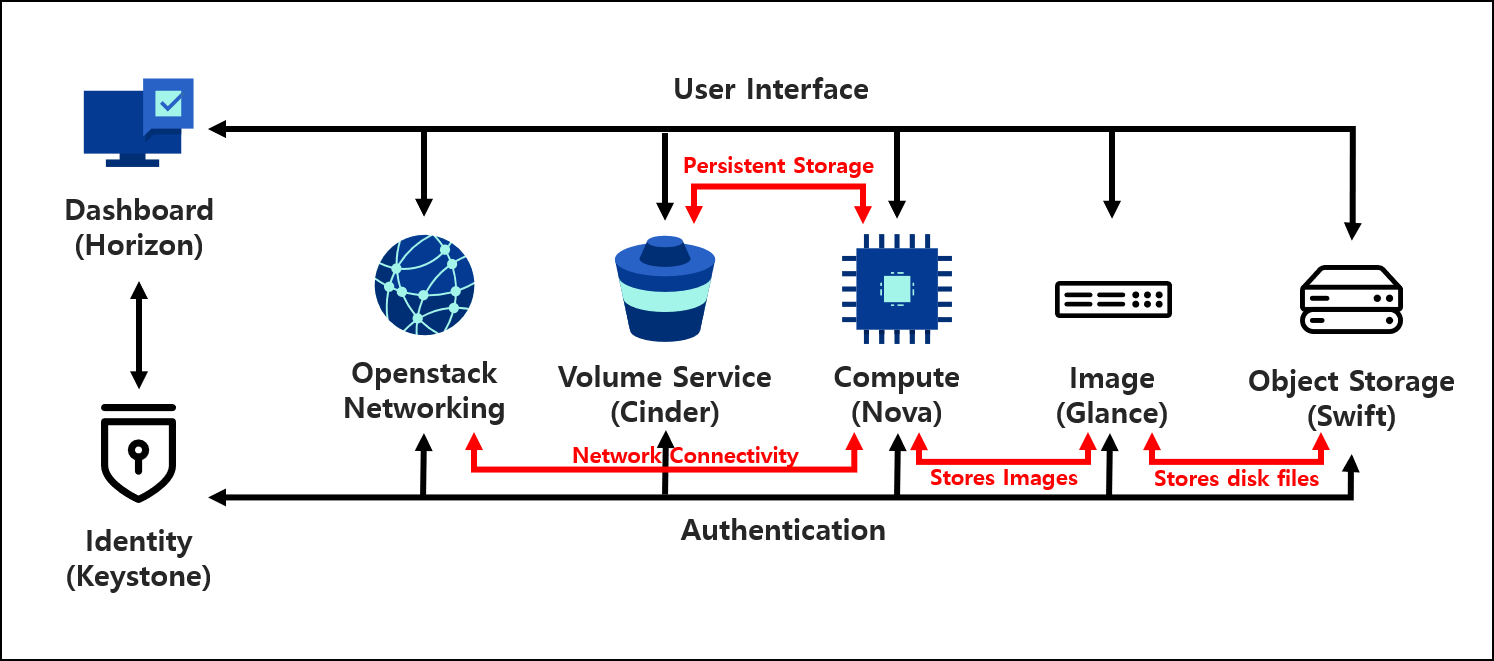 User Interface
Persistent Storage
Dashboard
(Horizon)
Openstack
Networking
Volume Service
(Cinder)
Compute
(Nova)
Image
(Glance)
Object Storage
(Swift)
Network Connectivity
Stores Images
Stores disk files
Authentication
Identity
(Keystone)